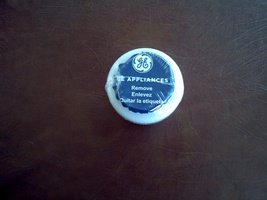 GE
GE APPLIANCES
Remove
Enlevez
Quitar la etiqueta